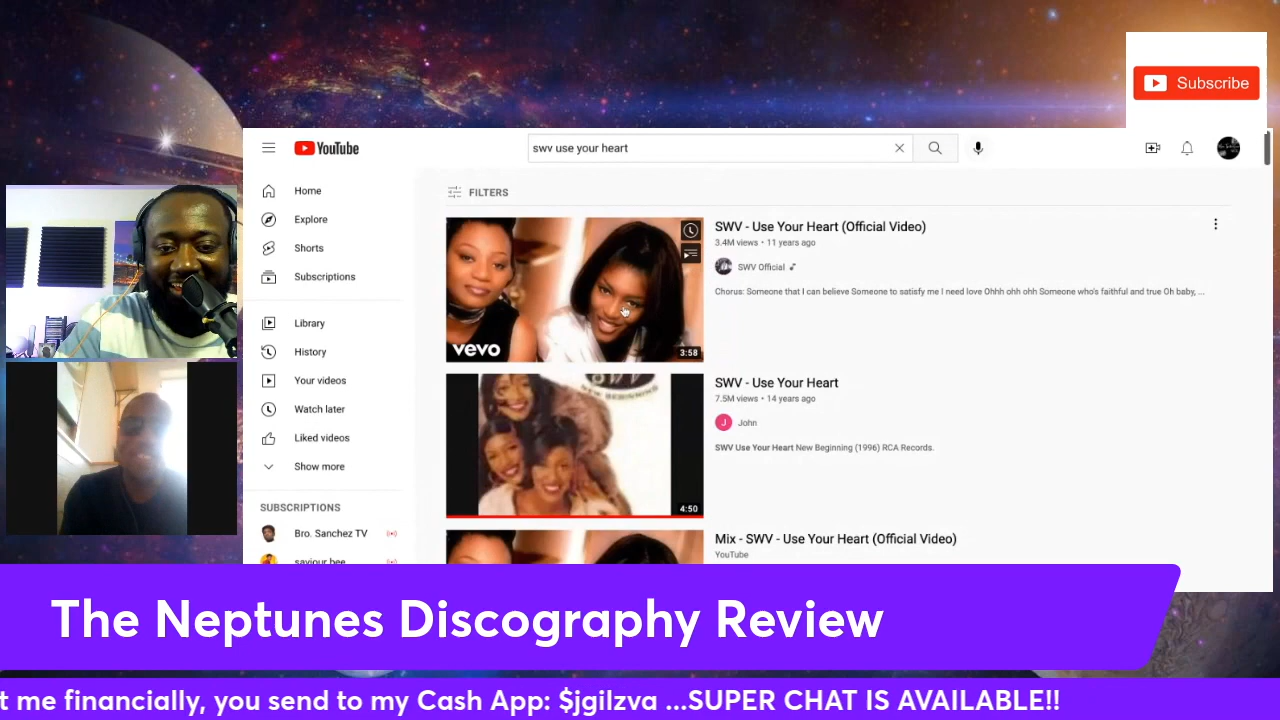 Subscribe
YouTube
swv use your heart
Home
Explore
Shorts
Subscriptions
Library
History
Your videos
Watch later
Liked videos
Show more
SUBSCRIPTIONS
Bro. Sanchez TV
saviour bee
FILTERS
vevo
3:58
SWV - Use Your Heart (Official Video)
3.4M views • 11 years ago
SWV Official
Chorus: Someone that I can believe Someone to satisfy me I need love Ohhh ohh ohh Someone who's faithful and true Oh baby, ...
SWV
NEW BEGINNING
4:50
SWV - Use Your Heart
7.5M views • 14 years ago
J John
SWV Use Your Heart New Beginning (1996) RCA Records.
Mix - SWV - Use Your Heart (Official Video)
YouTube
The Neptunes Discography Review
t me financially, you send to my Cash App: $jgilzva ...SUPER CHAT IS AVAILABLE!!